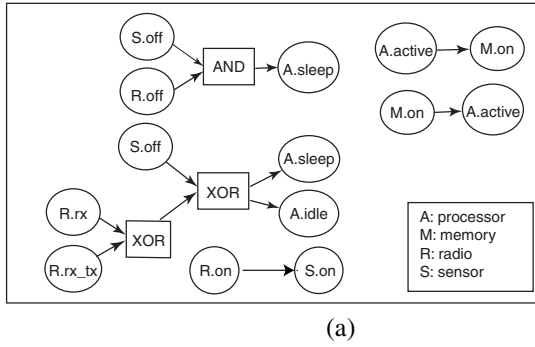 S.off
AND
A.sleep
R.off
A.active
M.on
M.on
A.active
S.off
XOR
A.sleep
A.idle
R.rx
XOR
R.rx_tx
R.on
S.on
A: processor
M: memory
R: radio
S: sensor
(a)